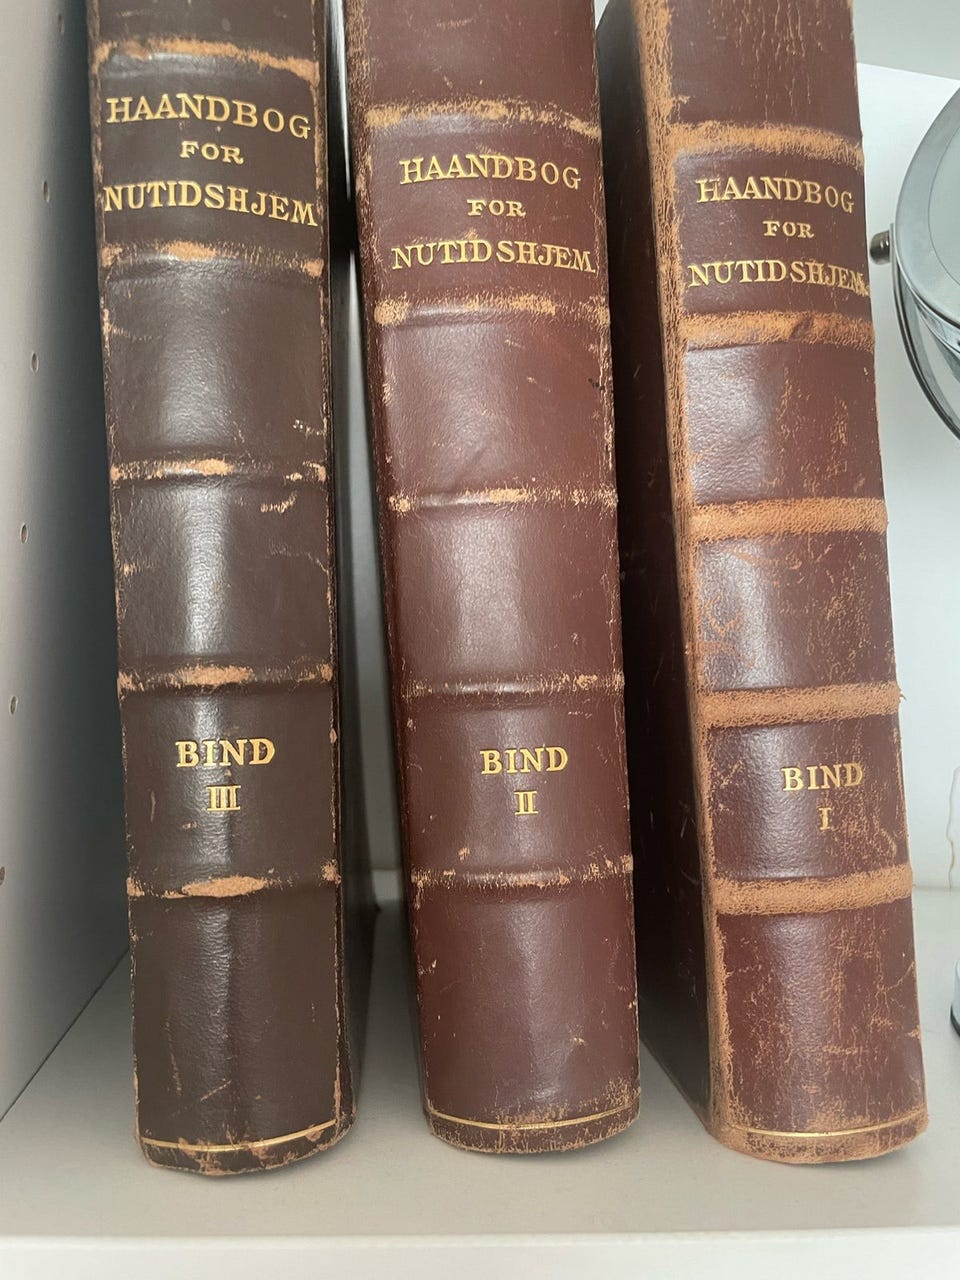 HAANDBOG
FOR
NUTIDSHJEM
BIND
III
HAANDBOG
FOR
NUTIDSHJEM
BIND
II
HAANDBOG
FOR
NUTIDSHJEM
BIND
I